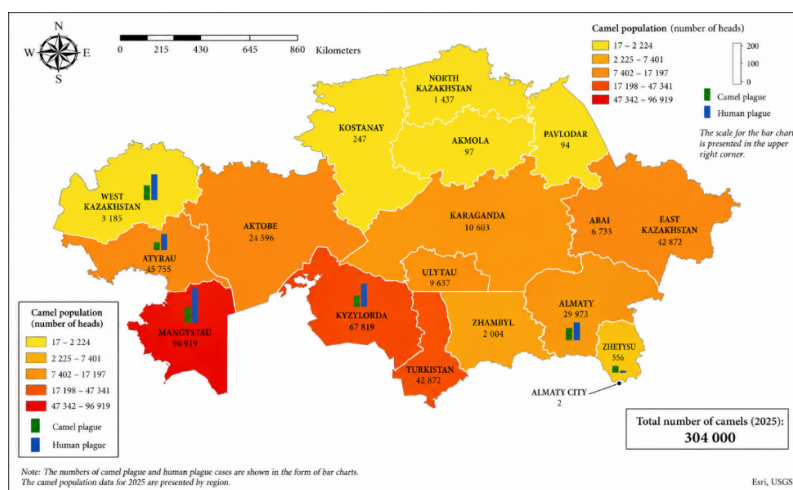 N
W E
S
0 215 430 645 860 Kilometers
Camel population (number of heads)
17 – 2 224
2 225 – 7 401
7 402 – 17 197
17 198 – 47 341
47 342 – 96 919
200
100
0
Camel plague
Human plague
The scale for the bar chart
is presented in the upper
right corner.
NORTH
KAZAKHSTAN
1 437
KOSTANAY
247
AKMOLA
97
PAVLODAR
94
WEST
KAZAKHSTAN
3 185
AKTOBE
24 596
KARAGANDA
10 603
ABAI
6 733
EAST
KAZAKHSTAN
42 872
ATYRAU
45 755
ULYTAU
9 637
MANGYSTAU
96 919
KYZYLORDA
67 819
ZHAMBYL
2 004
ALMATY
29 973
ZHETYSU
556
TURKISTAN
42 872
ALMATY CITY
2
Camel population
(number of heads)
17 – 2 224
2 225 – 7 401
7 402 – 17 197
17 198 – 47 341
47 342 – 96 919
Camel plague
Human plague
Total number of camels (2025):
304 000
Note: The numbers of camel plague and human plague cases are shown in the form of bar charts.
The camel population data for 2025 are presented by region.
Esri, USGS